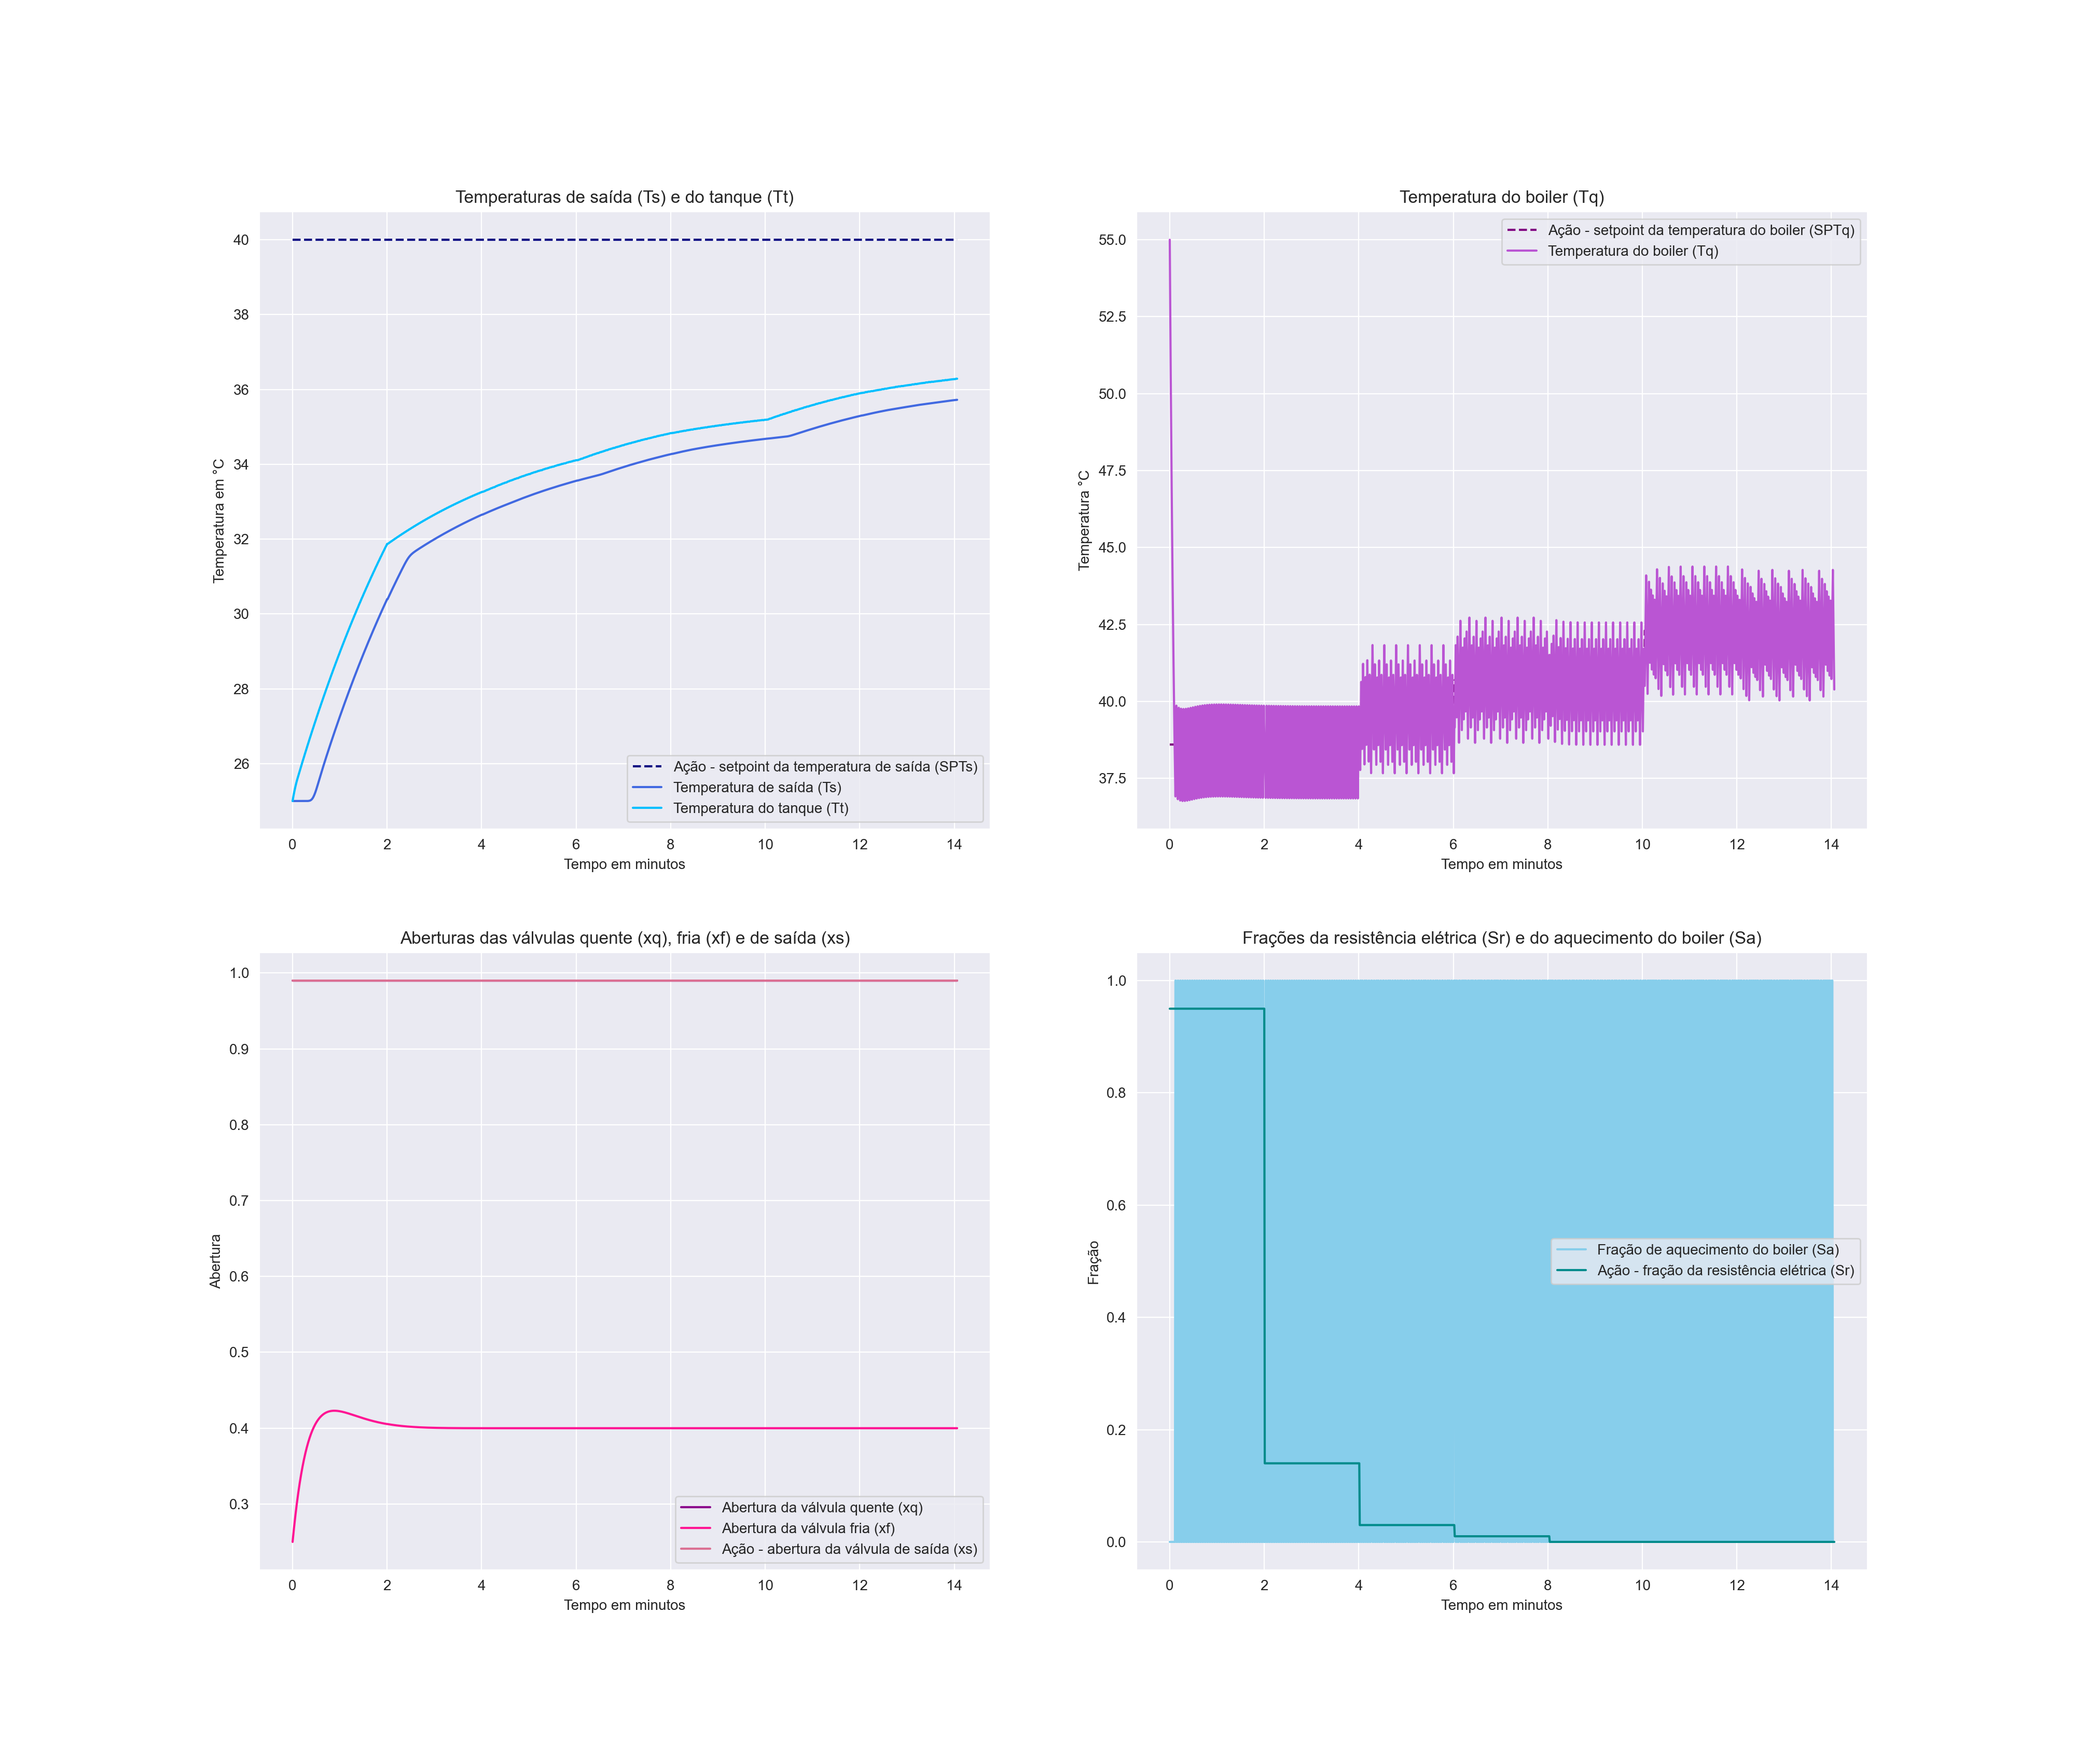 Temperaturas de saída (Ts) e do tanque (Tt)
40
38
36
34
32
30
28
26
Temperatura em °C
Ação - setpoint da temperatura de saída (SPTs)
Temperatura de saída (Ts)
Temperatura do tanque (Tt)
0 2 4 6 8 10 12 14
Tempo em minutos
Temperatura do boiler (Tq)
55.0
52.5
50.0
47.5
45.0
42.5
40.0
37.5
Temperatura °C
Ação - setpoint da temperatura do boiler (SPTq)
Temperatura do boiler (Tq)
0 2 4 6 8 10 12 14
Tempo em minutos
Aberturas das válvulas quente (xq), fria (xf) e de saída (xs)
1.0
0.9
0.8
0.7
0.6
0.5
0.4
0.3
Abertura
Abertura da válvula quente (xq)
Abertura da válvula fria (xf)
Ação - abertura da válvula de saída (xs)
0 2 4 6 8 10 12 14
Tempo em minutos
Frações da resistência elétrica (Sr) e do aquecimento do boiler (Sa)
1.0
0.8
0.6
0.4
0.2
0.0
Fração
Fração de aquecimento do boiler (Sa)
Ação - fração da resistência elétrica (Sr)
0 2 4 6 8 10 12 14
Tempo em minutos